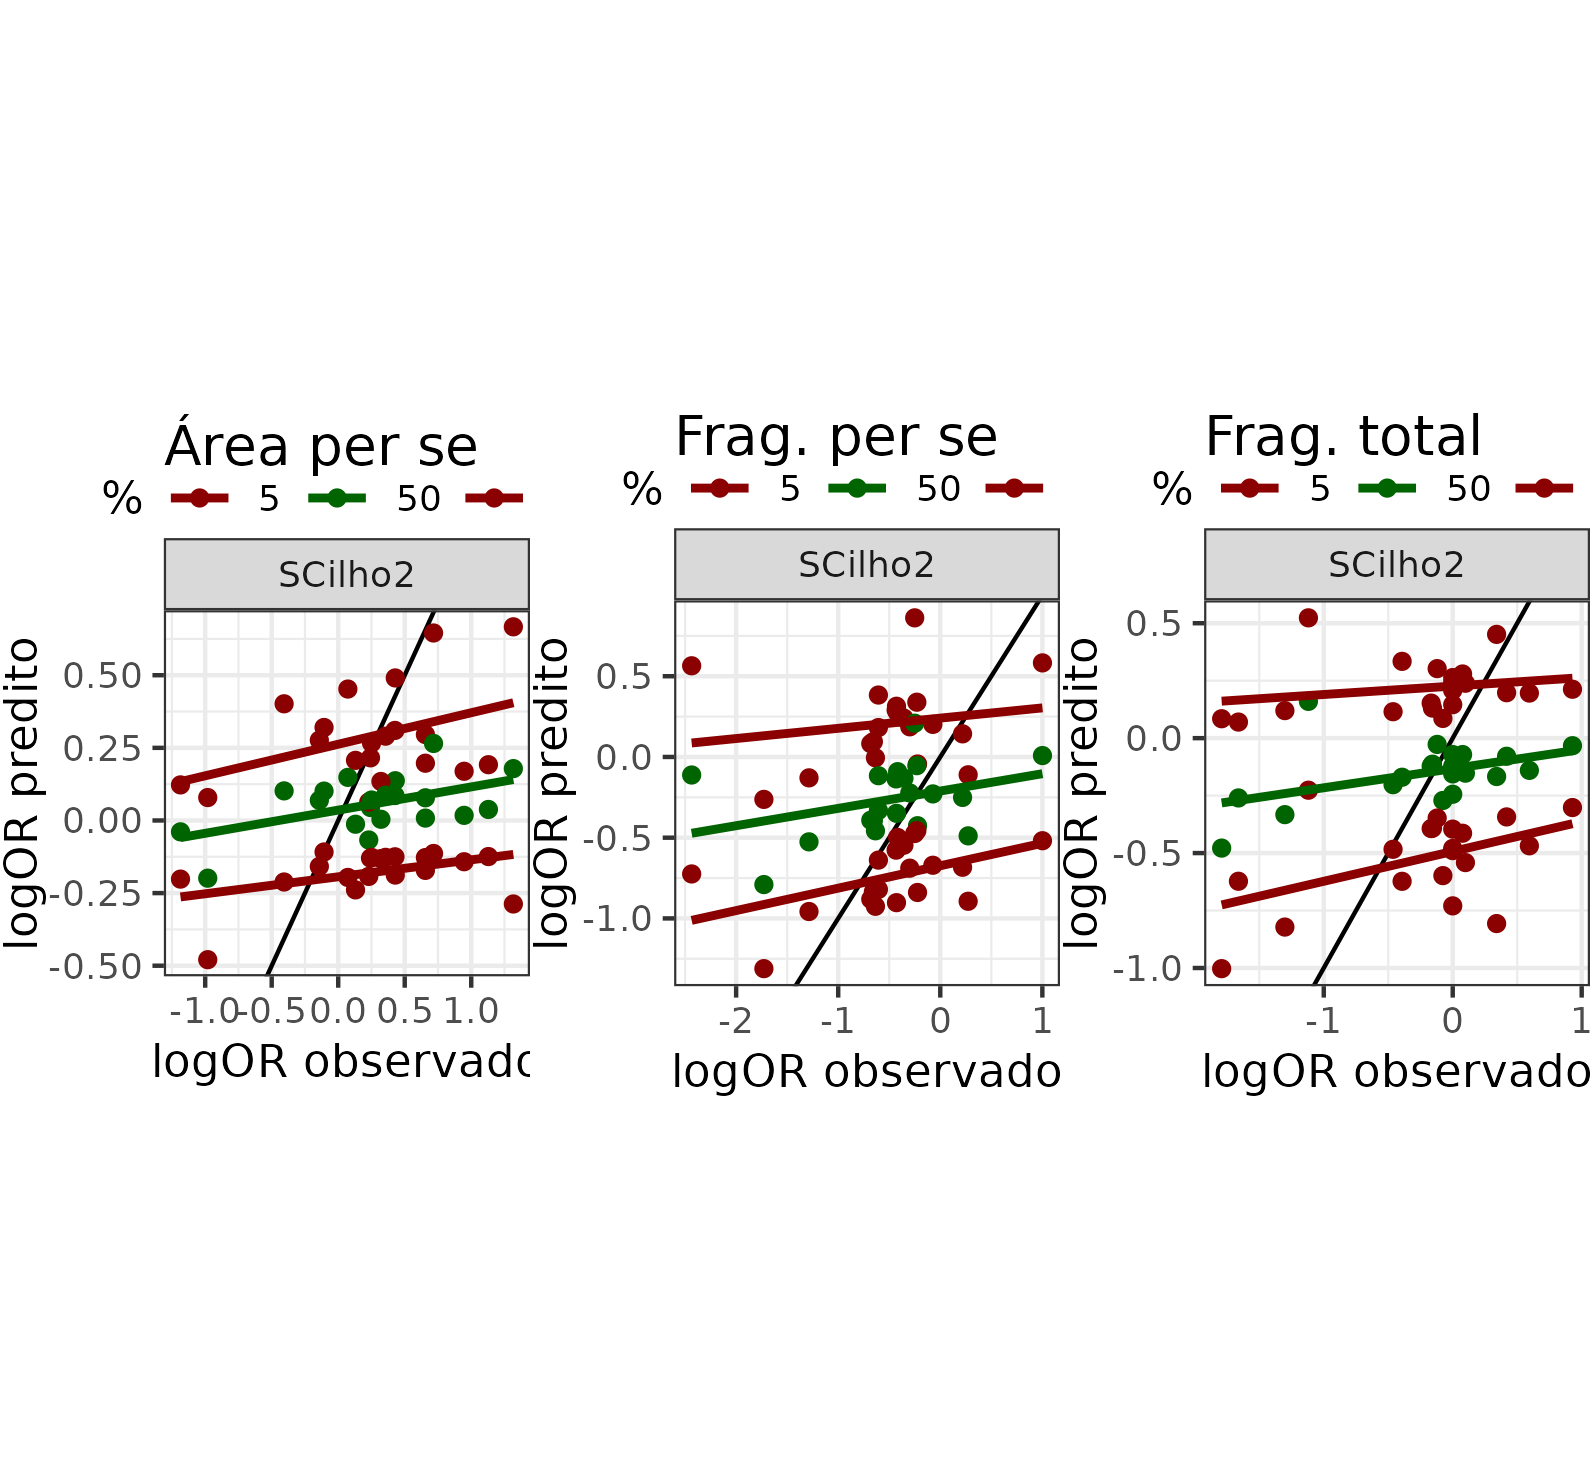 Área per se
% 5 50
SCilho2
logOR predito
0.50
0.25
0.00
-0.25
-0.50
-1.0 -0.5 0.0 0.5 1.0
logOR observado
Frag. per se
% 5 50
SCilho2
logOR predito
0.5
0.0
-0.5
-1.0
-2 -1 0 1
logOR observado
Frag. total
% 5 50
SCilho2
logOR predito
0.5
0.0
-0.5
-1.0
-1 0 1
logOR observado